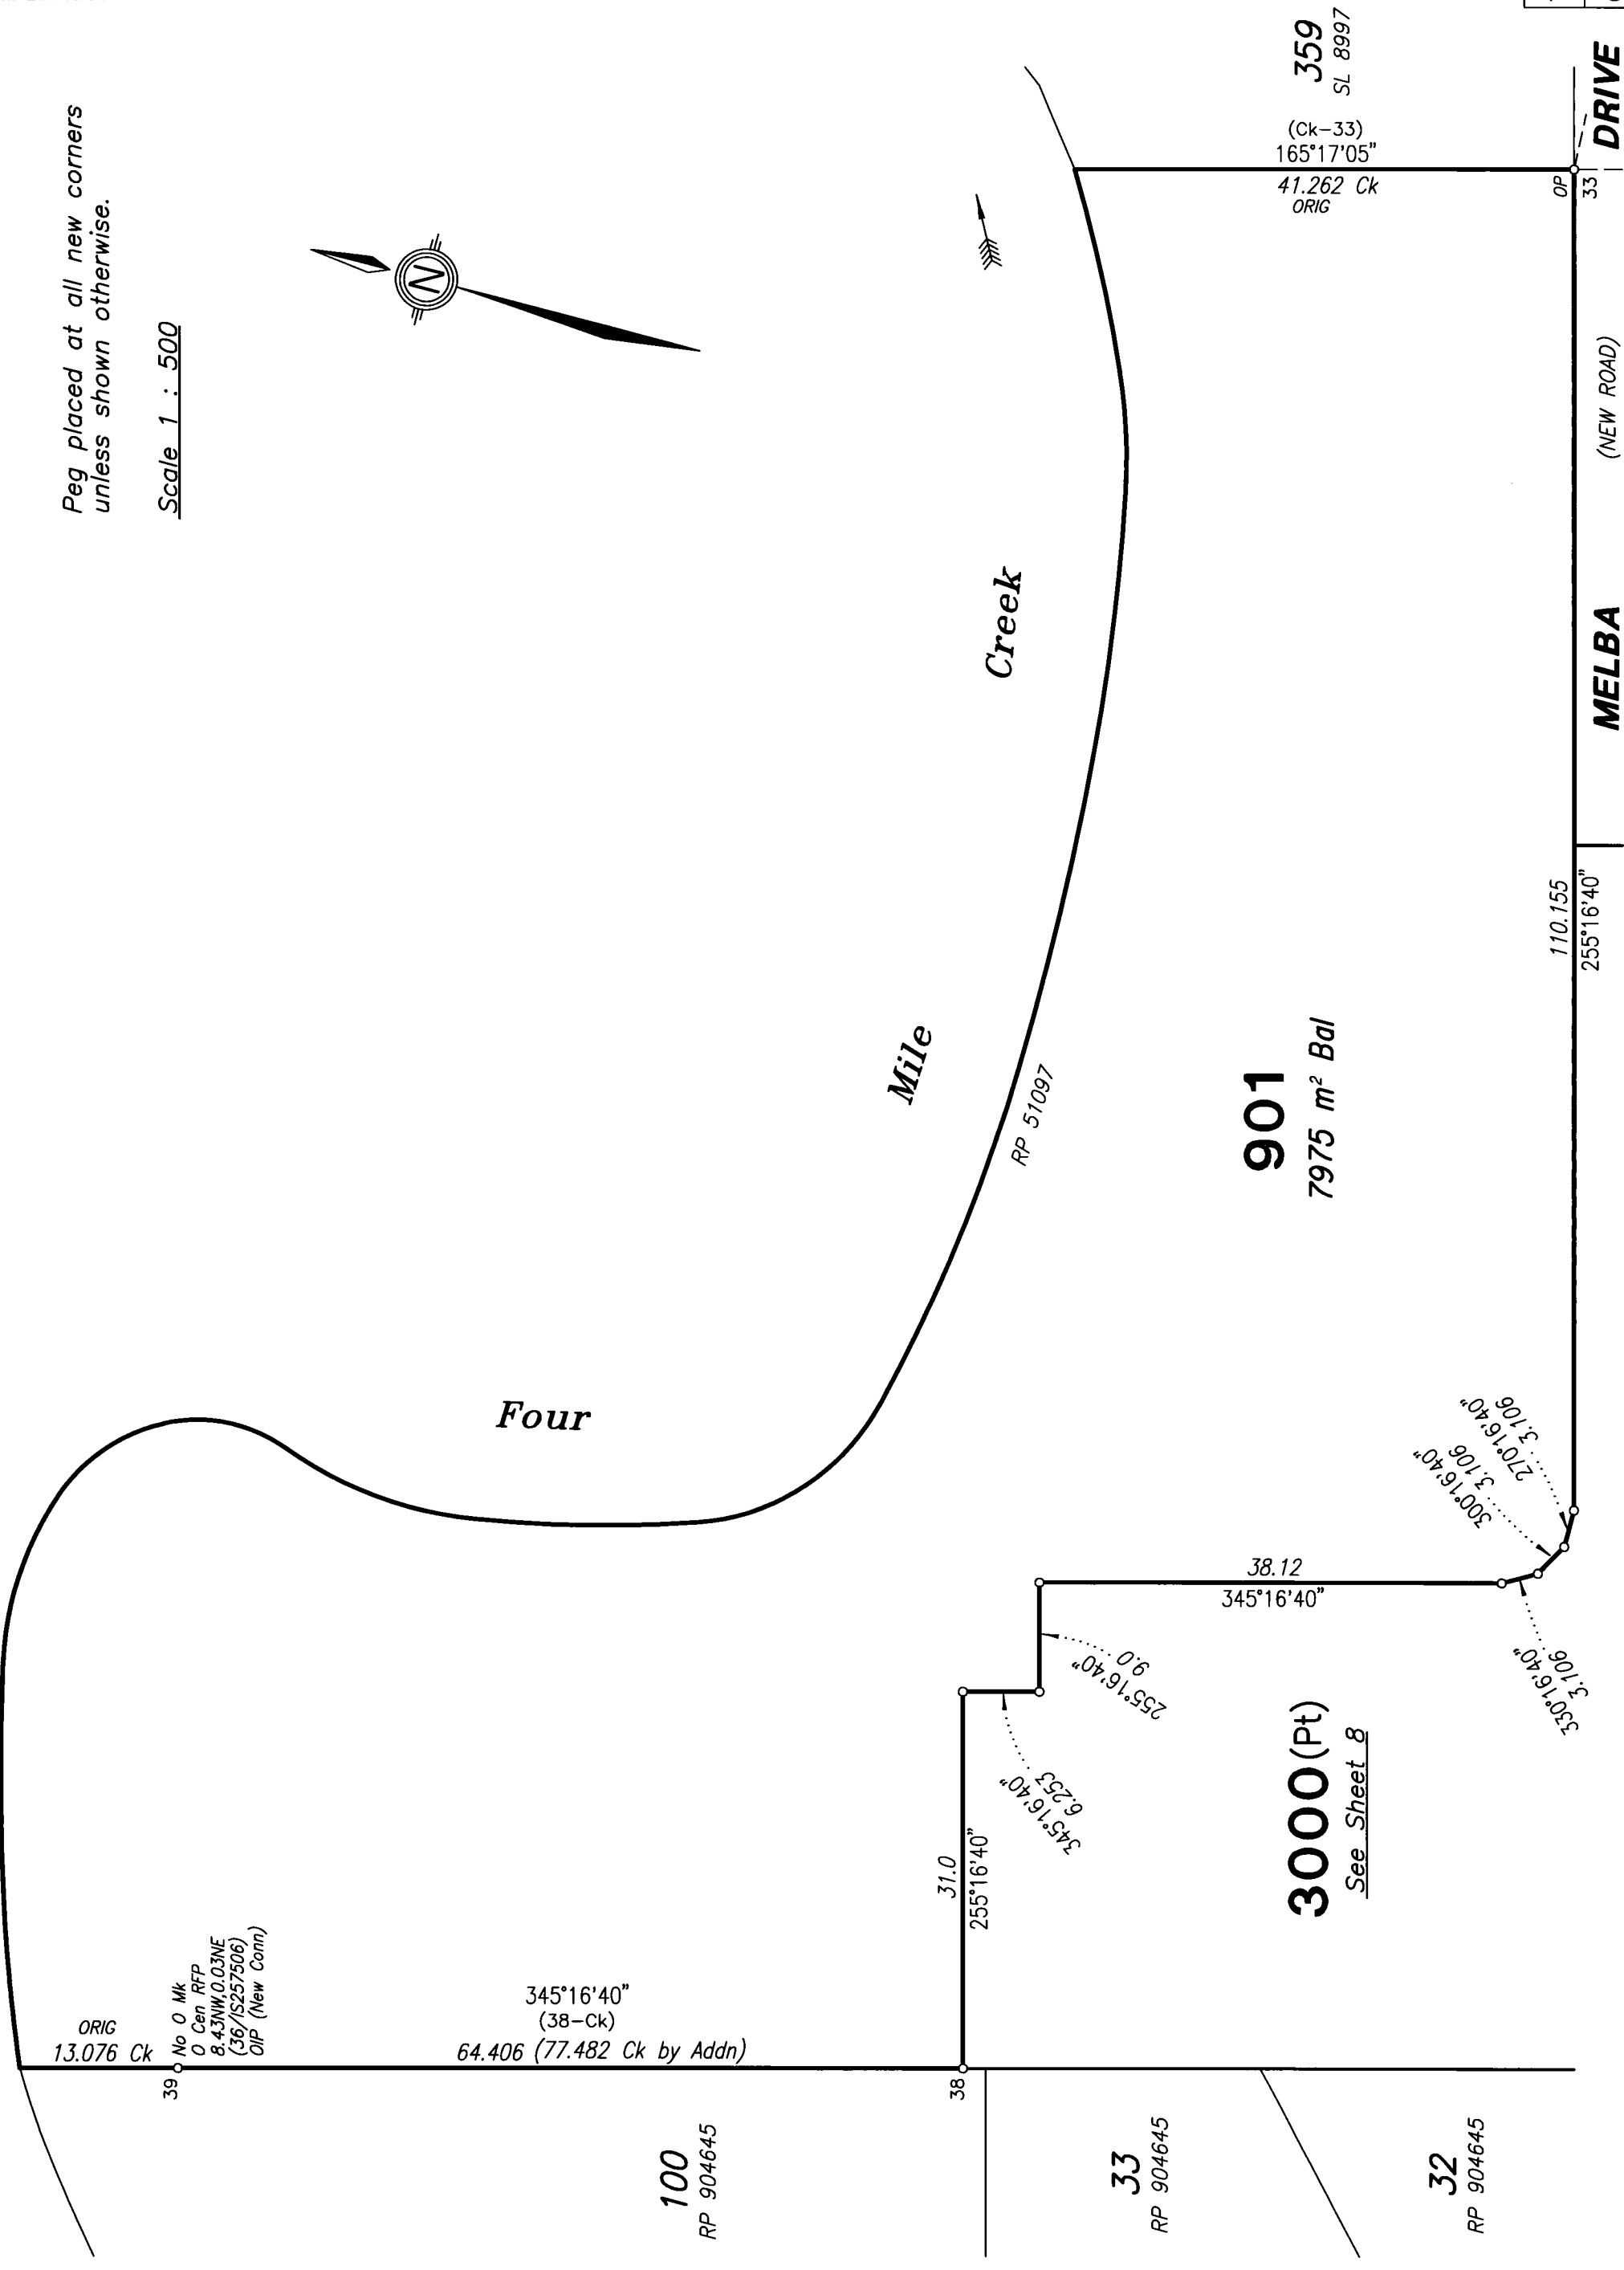 Peg placed at all new corners
unless shown otherwise.
Scale 1 : 500
N
359
SL 8997
(Ck-33)
165°17'05"
41.262 Ck
ORIG
OP
33
DRIVE
(NEW ROAD)
MELBA
110.155
255°16'40"
Creek
Mile
Four
RP 51097
901
7975 m² Bal
270°16'40"
3.106
300°16'40"
3.106
330°16'40"
3.106
38.12
345°16'40"
255°16'40"
9.0
345°16'40"
6.253
31.0
255°16'40"
3000(Pt)
See Sheet 8
ORIG
13.076 Ck
No O Mk
O Cen RFP
8.43NW,0.03NE
(36/IS257506)
OIP (New Conn)
39
345°16'40"
(38-Ck)
64.406 (77.482 Ck by Addn)
38
100
RP 904645
33
RP 904645
32
RP 904645